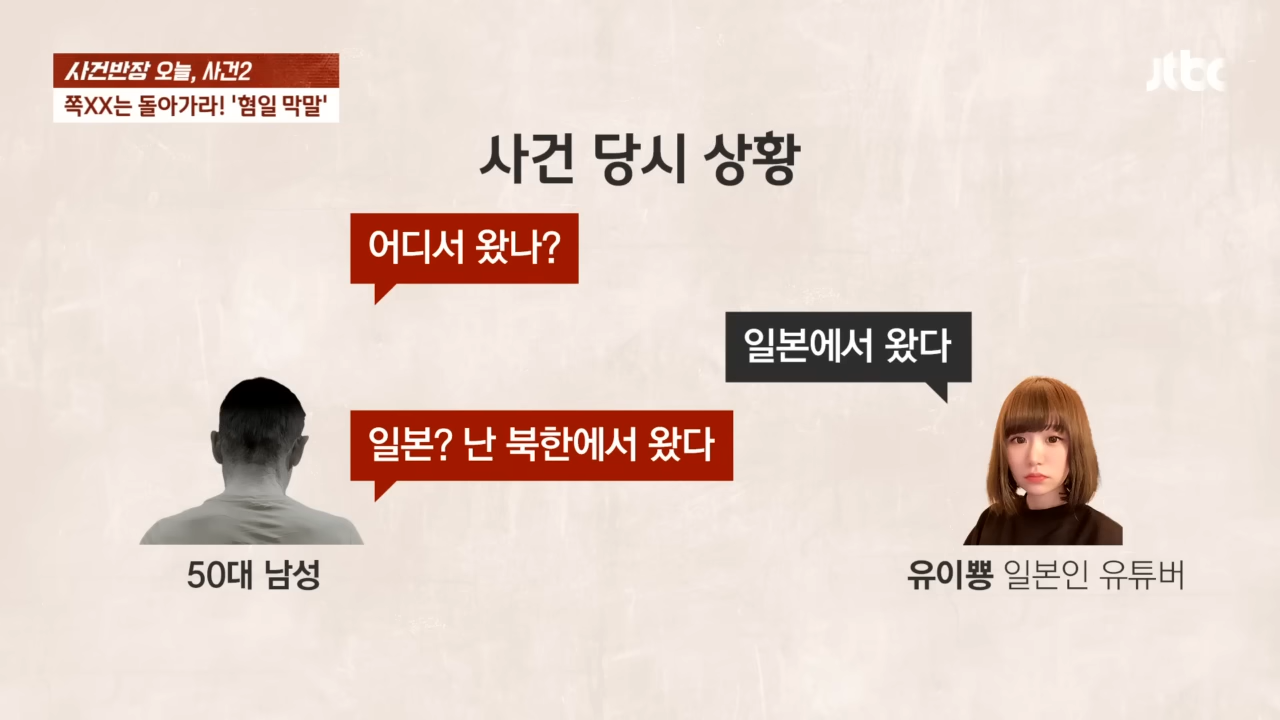 사건반장 오늘, 사건2
쪽XX는 돌아가라! '혐일 막말'
jtbc
사건 당시 상황
어디서 왔나?
일본에서 왔다
일본? 난 북한에서 왔다
50대 남성
유이뿅 일본인 유튜버